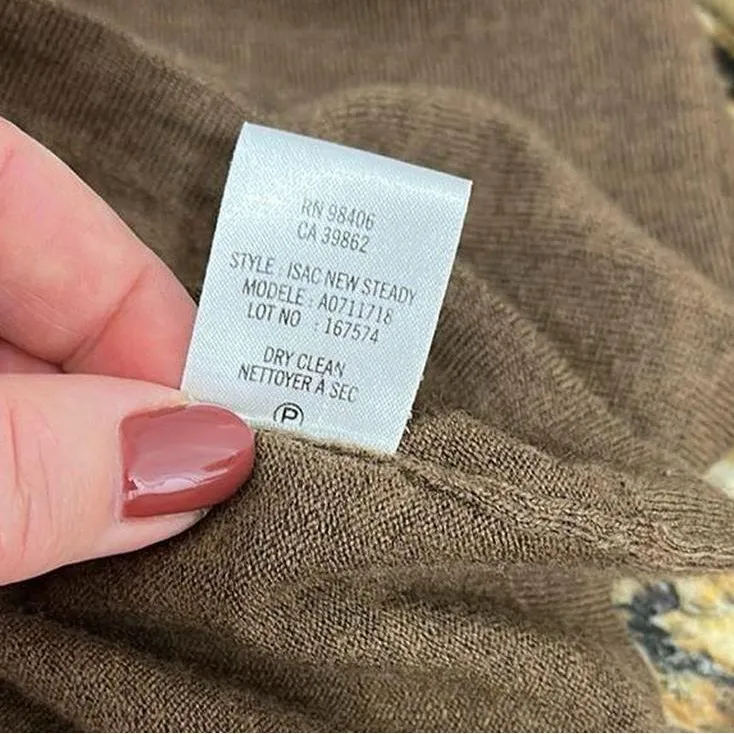 RN 98406
CA 39862
STYLE : ISAC NEW STEADY
MODELE : A0711718
LOT NO : 167574
DRY CLEAN
NETTOYER À SEC
P